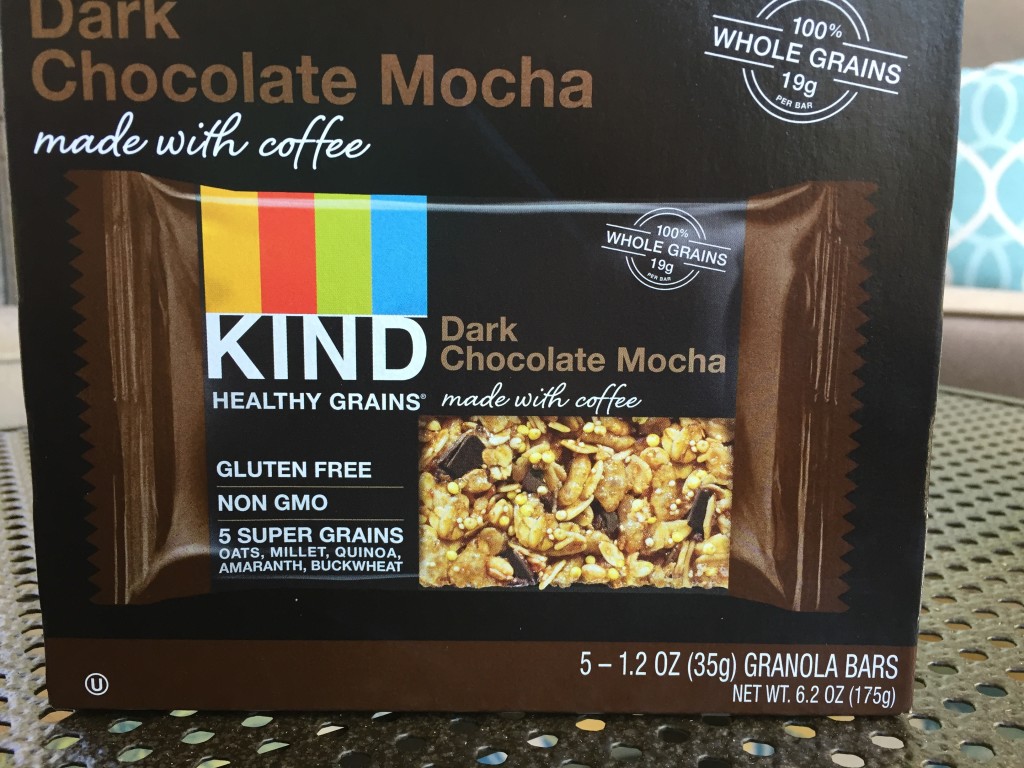 Dark
Chocolate Mocha
made with coffee
100%
WHOLE GRAINS
19g
PER BAR
100%
WHOLE GRAINS
19g
PER BAR
KIND
HEALTHY GRAINS®
Dark
Chocolate Mocha
made with coffee
GLUTEN FREE
NON GMO
5 SUPER GRAINS
OATS, MILLET, QUINOA,
AMARANTH, BUCKWHEAT
5 – 1.2 OZ (35g) GRANOLA BARS
NET WT. 6.2 OZ (175g)
U